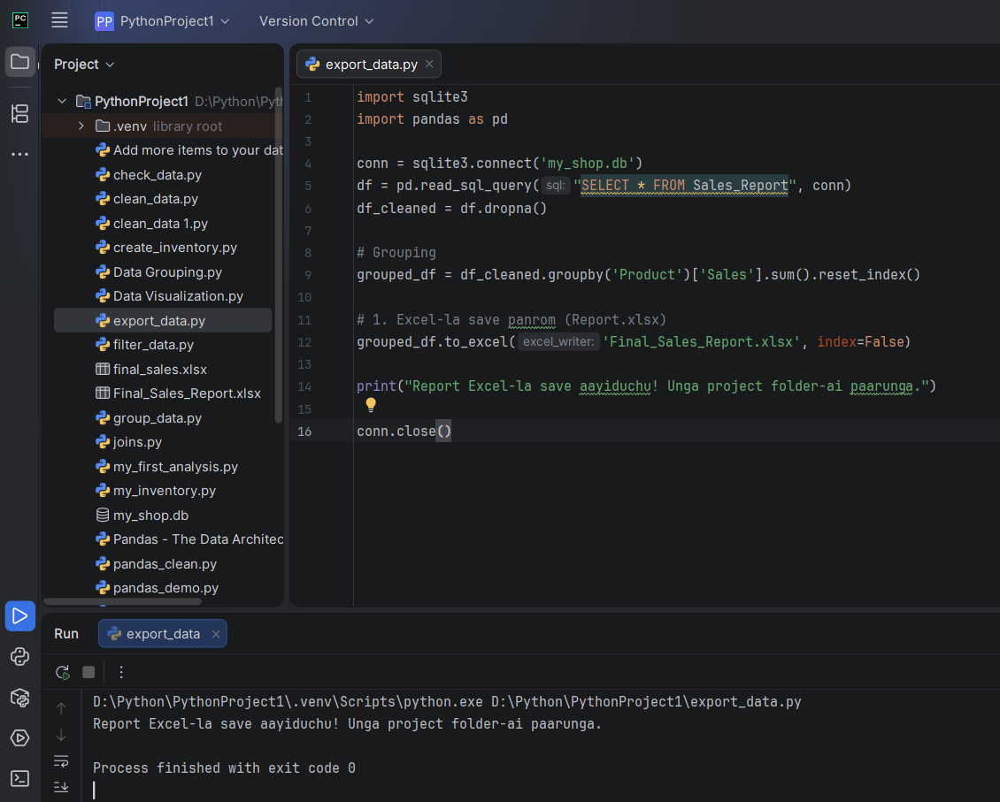 PC
PP PythonProject1 Version Control
Project
PythonProject1 D:\Python\Pyth
.venv library root
Add more items to your dat
check_data.py
clean_data.py
clean_data 1.py
create_inventory.py
Data Grouping.py
Data Visualization.py
export_data.py
filter_data.py
final_sales.xlsx
Final_Sales_Report.xlsx
group_data.py
joins.py
my_first_analysis.py
my_inventory.py
my_shop.db
Pandas - The Data Architec
pandas_clean.py
pandas_demo.py
export_data.py
1 import sqlite3
2 import pandas as pd
3
4 conn = sqlite3.connect('my_shop.db')
5 df = pd.read_sql_query( sql: "SELECT * FROM Sales_Report", conn)
6 df_cleaned = df.dropna()
7
8 # Grouping
9 grouped_df = df_cleaned.groupby('Product')['Sales'].sum().reset_index()
10
11 # 1. Excel-la save panrom (Report.xlsx)
12 grouped_df.to_excel( excel_writer: 'Final_Sales_Report.xlsx', index=False)
13
14 print("Report Excel-la save aayiduchu! Unga project folder-ai paarunga.")
15
16 conn.close()
Run export_data
D:\Python\PythonProject1\.venv\Scripts\python.exe D:\Python\PythonProject1\export_data.py
Report Excel-la save aayiduchu! Unga project folder-ai paarunga.
Process finished with exit code 0